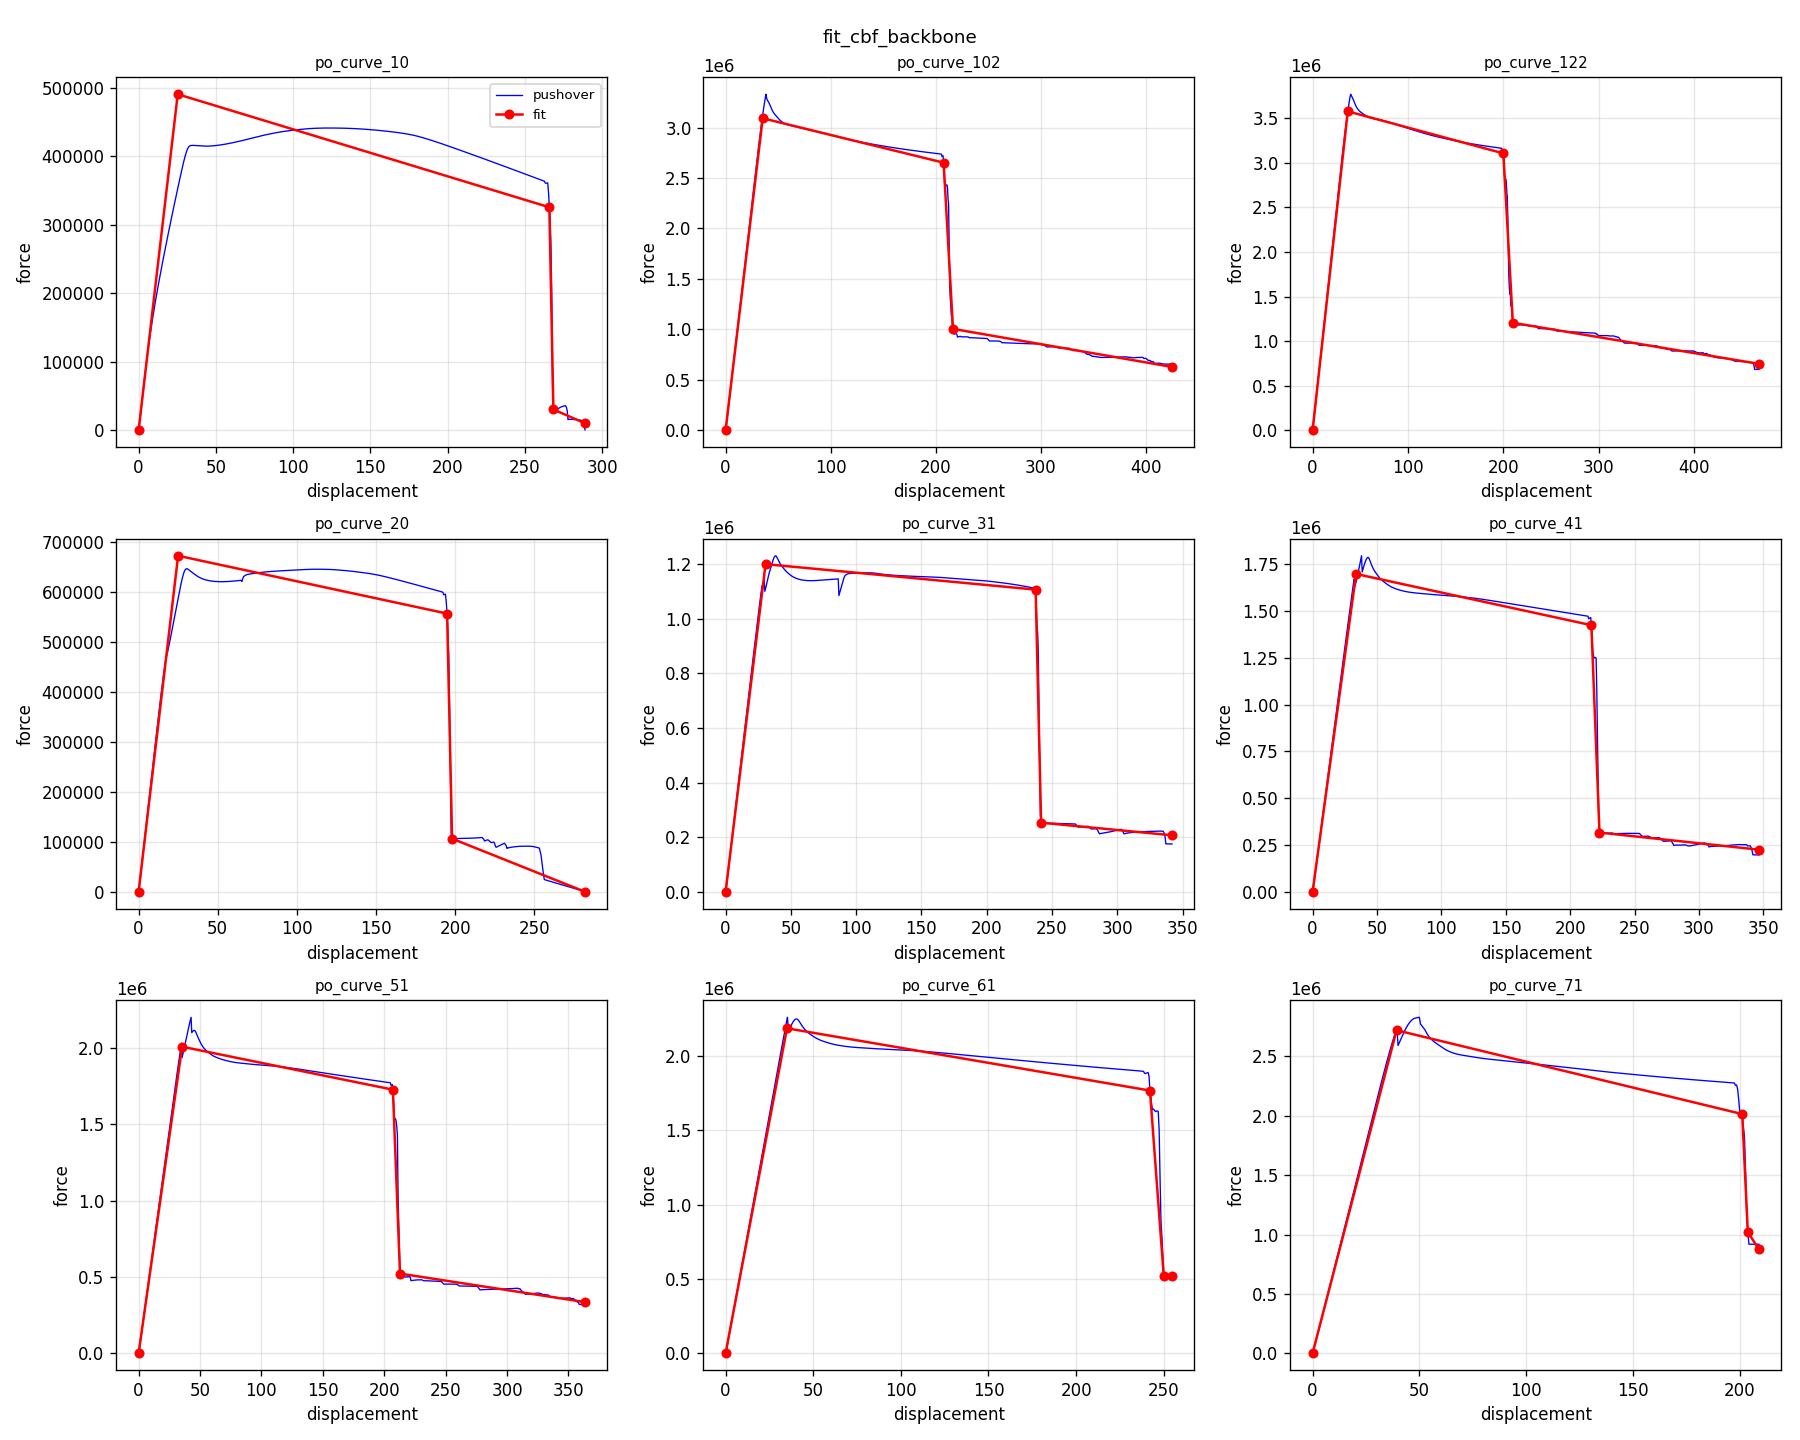 fit_cbf_backbone
po_curve_10
500000
400000
300000
200000
100000
0
force
0 50 100 150 200 250 300
displacement
pushover
fit
po_curve_102
1e6
3.0
2.5
2.0
1.5
1.0
0.5
0.0
force
0 100 200 300 400
displacement
po_curve_122
1e6
3.5
3.0
2.5
2.0
1.5
1.0
0.5
0.0
force
0 100 200 300 400
displacement
po_curve_20
700000
600000
500000
400000
300000
200000
100000
0
force
0 50 100 150 200 250
displacement
po_curve_31
1e6
1.2
1.0
0.8
0.6
0.4
0.2
0.0
force
0 50 100 150 200 250 300 350
displacement
po_curve_41
1e6
1.75
1.50
1.25
1.00
0.75
0.50
0.25
0.00
force
0 50 100 150 200 250 300 350
displacement
po_curve_51
1e6
2.0
1.5
1.0
0.5
0.0
force
0 50 100 150 200 250 300 350
displacement
po_curve_61
1e6
2.0
1.5
1.0
0.5
0.0
force
0 50 100 150 200 250
displacement
po_curve_71
1e6
2.5
2.0
1.5
1.0
0.5
0.0
force
0 50 100 150 200
displacement